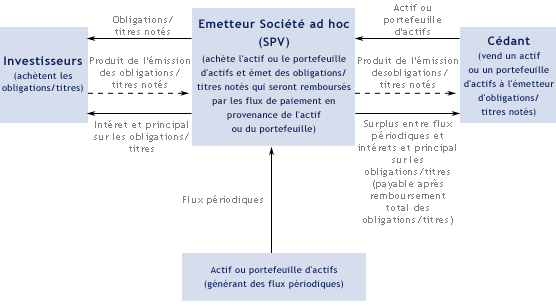 Investisseurs
(achètent les
obligations/titres)
Obligations/
titres notés
Produit de l'émission
des obligations/
titres notés
Intéret et principal
sur les obligations/
titres
Emetteur Société ad hoc
(SPV)
(achète l'actif ou le portefeuille
d'actifs et émet des obligations/
titres notés qui seront remboursés
par les flux de paiement en
provenance de l'actif
ou du portefeuille)
Actif ou
portefeuille
d'actifs
Produit de l'émission
desobligations/
titres notés
Surplus entre flux
périodiques et
intérets et principal
sur les
obligations/titres
(payable après
remboursement
total des
obligations/titres)
Cédant
(vend un actif
ou un portefeuille
d'actifs à l'émetteur
d'obligations/
titres notés)
Flux périodiques
Actif ou portefeuille d'actifs
(générant des flux périodiques)